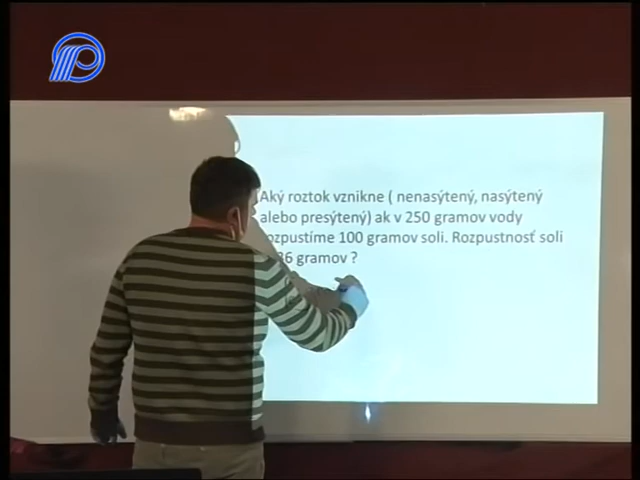 Aký roztok vznikne ( nenasýtený, nasýtený
alebo presýtený) ak v 250 gramov vody
rozpustíme 100 gramov soli. Rozpustnosť soli
36 gramov ?